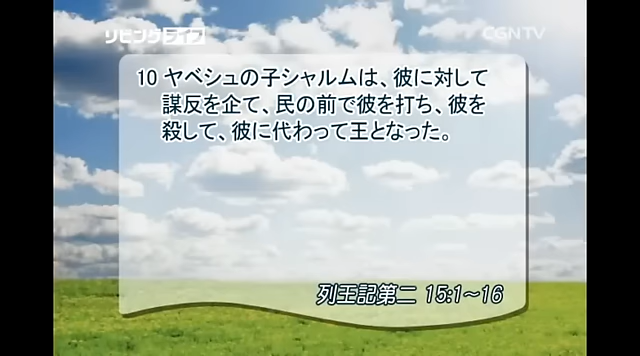 リビングライフ
CGNTV
10 ヤベシュの子シャルムは、彼に対して
謀反を企て、民の前で彼を打ち、彼を
殺して、彼に代わって王となった。
列王記第二 15:1～16